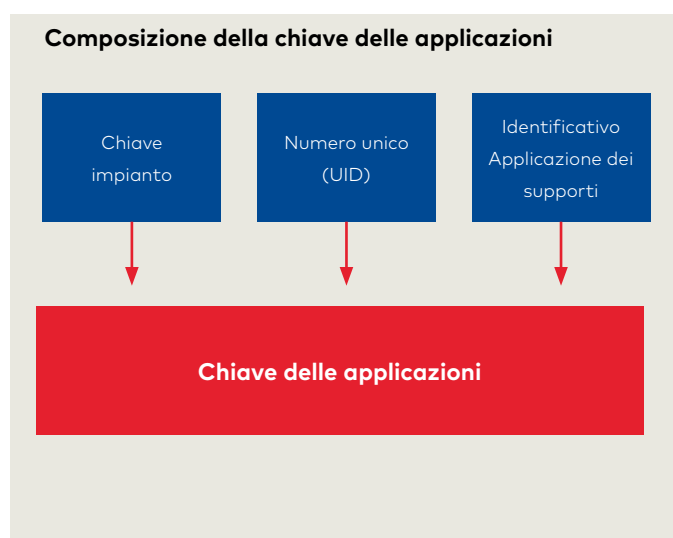 Composizione della chiave delle applicazioni
Chiave
impianto
Numero unico
(UID)
Identificativo
Applicazione dei
supporti
Chiave delle applicazioni